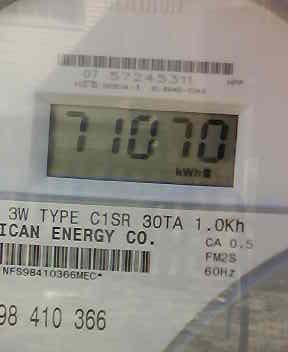 07 57245311
71070
kWh
3W TYPE C1SR 30TA 1.0Kh
ICAN ENERGY CO.
CA 0.5
FM2S
NFS98410366MEC*
60Hz
98 410 366